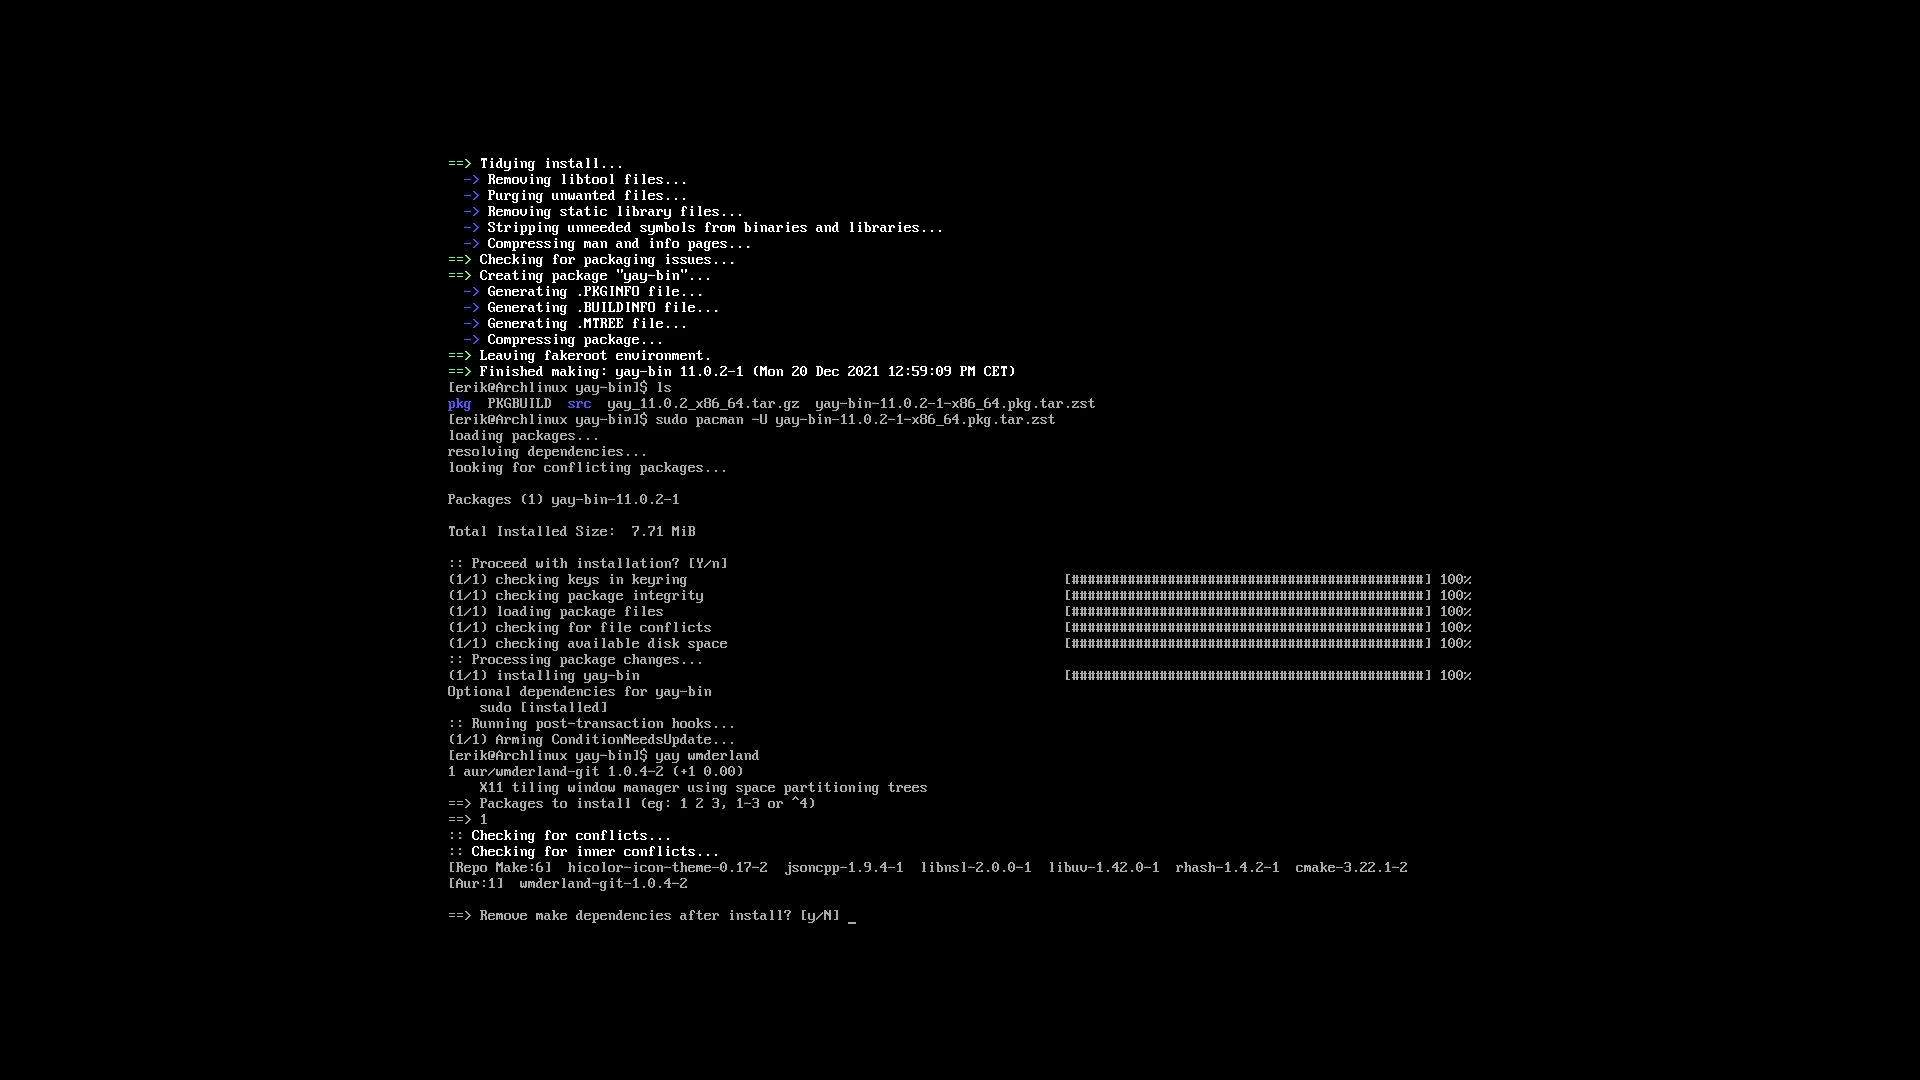 ==> Tidying install...
  -> Removing libtool files...
  -> Purging unwanted files...
  -> Removing static library files...
  -> Stripping unneeded symbols from binaries and libraries...
  -> Compressing man and info pages...
==> Checking for packaging issues...
==> Creating package "yay-bin"...
  -> Generating .PKGINFO file...
  -> Generating .BUILDINFO file...
  -> Generating .MTREE file...
  -> Compressing package...
==> Leaving fakeroot environment.
==> Finished making: yay-bin 11.0.2-1 (Mon 20 Dec 2021 12:59:09 PM CET)
[erik@Archlinux yay-bin]$ ls
pkg  PKGBUILD  src  yay_11.0.2_x86_64.tar.gz  yay-bin-11.0.2-1-x86_64.pkg.tar.zst
[erik@Archlinux yay-bin]$ sudo pacman -U yay-bin-11.0.2-1-x86_64.pkg.tar.zst
loading packages...
resolving dependencies...
looking for conflicting packages...

Packages (1) yay-bin-11.0.2-1

Total Installed Size:  7.71 MiB

:: Proceed with installation? [Y/n]
(1/1) checking keys in keyring                                               [############################################] 100%
(1/1) checking package integrity                                             [############################################] 100%
(1/1) loading package files                                                  [############################################] 100%
(1/1) checking for file conflicts                                            [############################################] 100%
(1/1) checking available disk space                                          [############################################] 100%
:: Processing package changes...
(1/1) installing yay-bin                                                     [############################################] 100%
Optional dependencies for yay-bin
    sudo [installed]
:: Running post-transaction hooks...
(1/1) Arming ConditionNeedsUpdate...
[erik@Archlinux yay-bin]$ yay wmderland
1 aur/wmderland-git 1.0.4-2 (+1 0.00)
    X11 tiling window manager using space partitioning trees
==> Packages to install (eg: 1 2 3, 1-3 or ^4)
==> 1
:: Checking for conflicts...
:: Checking for inner conflicts...
[Repo Make:6]  hicolor-icon-theme-0.17-2  jsoncpp-1.9.4-1  libnsl-2.0.0-1  libuv-1.42.0-1  rhash-1.4.2-1  cmake-3.22.1-2
[Aur:1]  wmderland-git-1.0.4-2

==> Remove make dependencies after install? [y/N] _